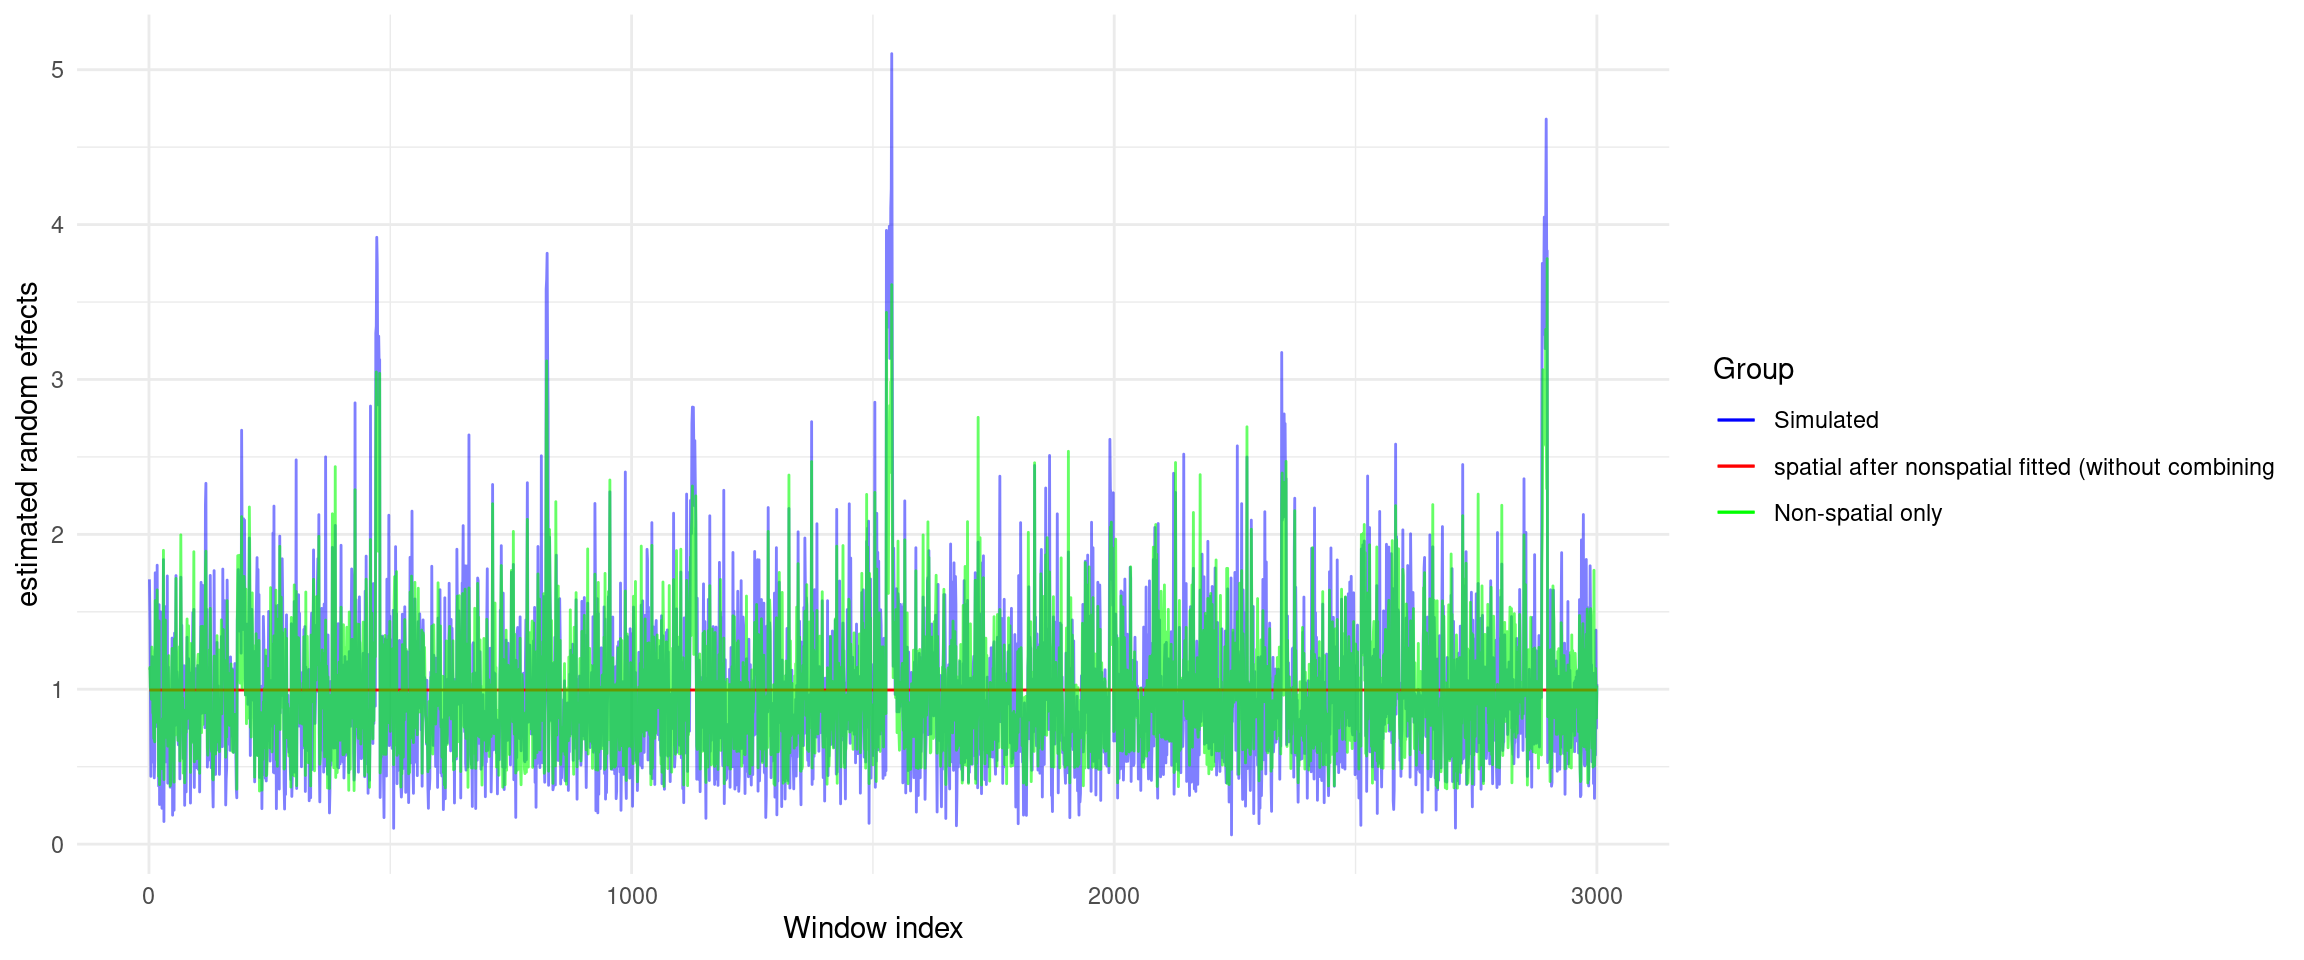 estimated random effects
5
4
3
2
1
0
0 1000 2000 3000
Window index
Group
Simulated
spatial after nonspatial fitted (without combining
Non-spatial only